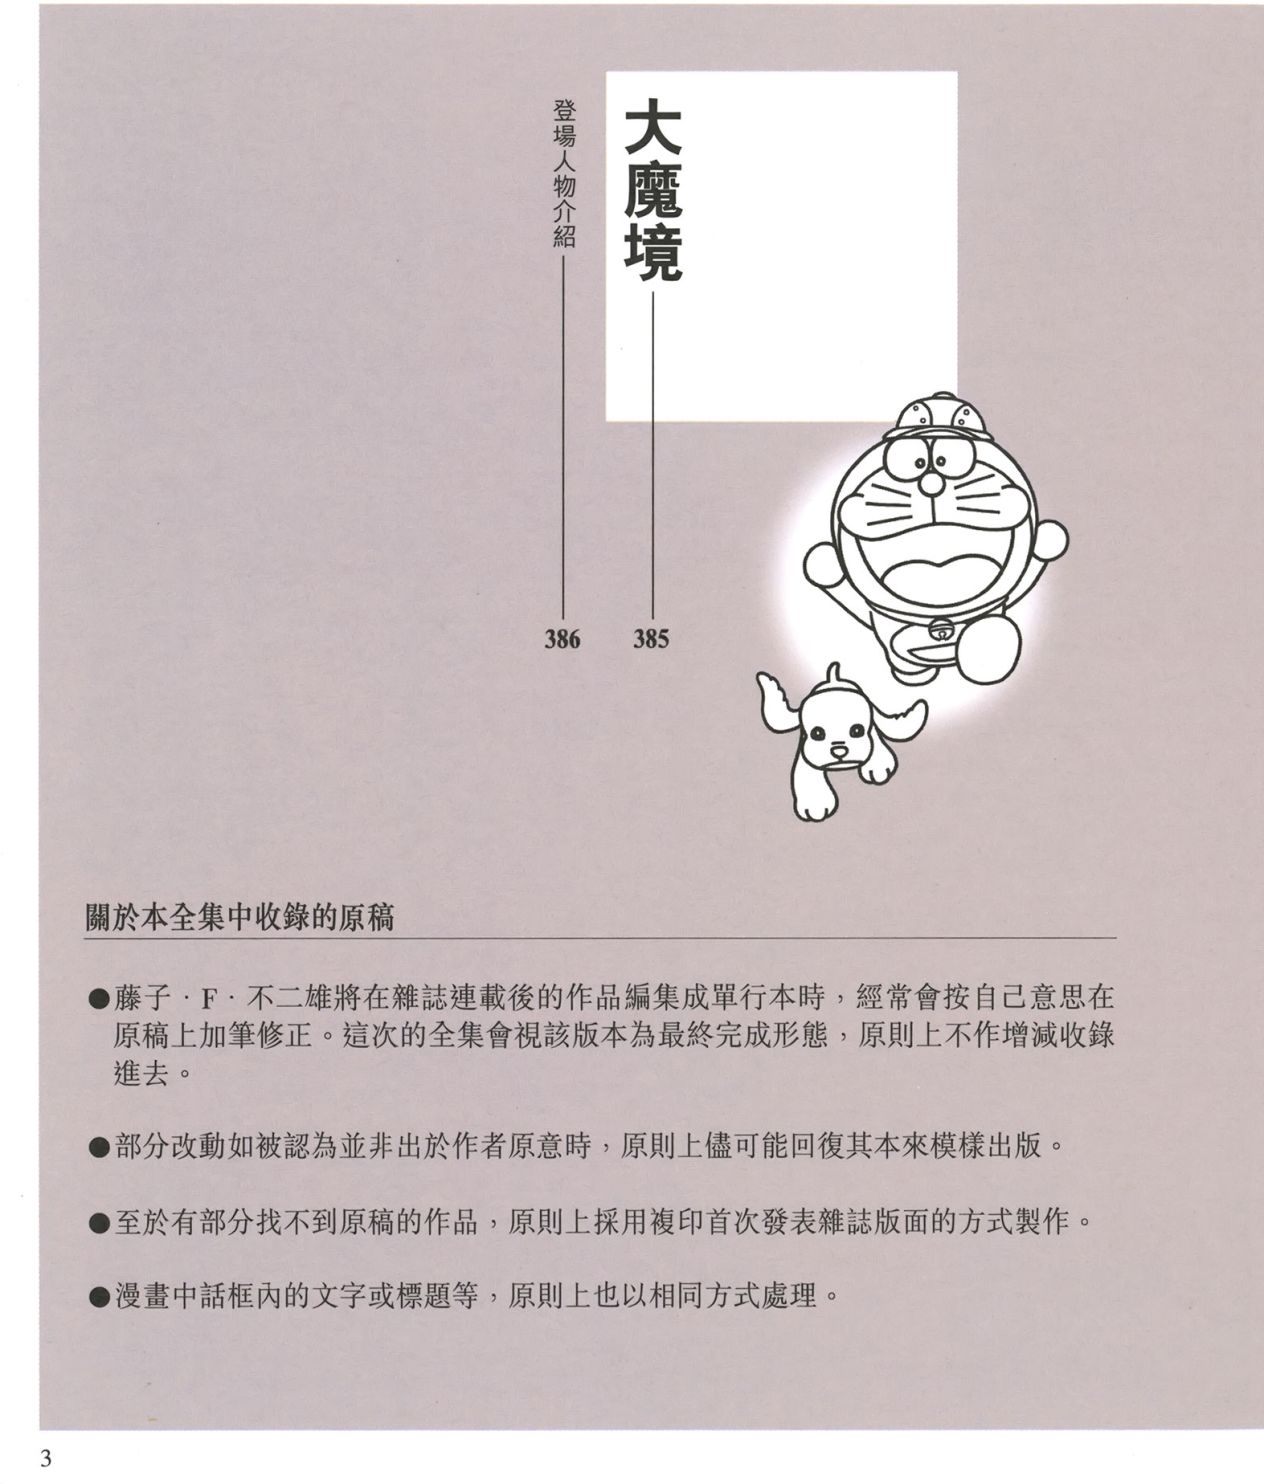 大魔境
385
登場人物介紹
386
關於本全集中收錄的原稿
●藤子・F・不二雄將在雜誌連載後的作品編集成單行本時，經常會按自己意思在
原稿上加筆修正。這次的全集會視該版本為最終完成形態，原則上不作增減收錄
進去。
●部分改動如被認為並非出於作者原意時，原則上儘可能回復其本來模樣出版。
●至於有部分找不到原稿的作品，原則上採用複印首次發表雜誌版面的方式製作。
●漫畫中話框內的文字或標題等，原則上也以相同方式處理。
3